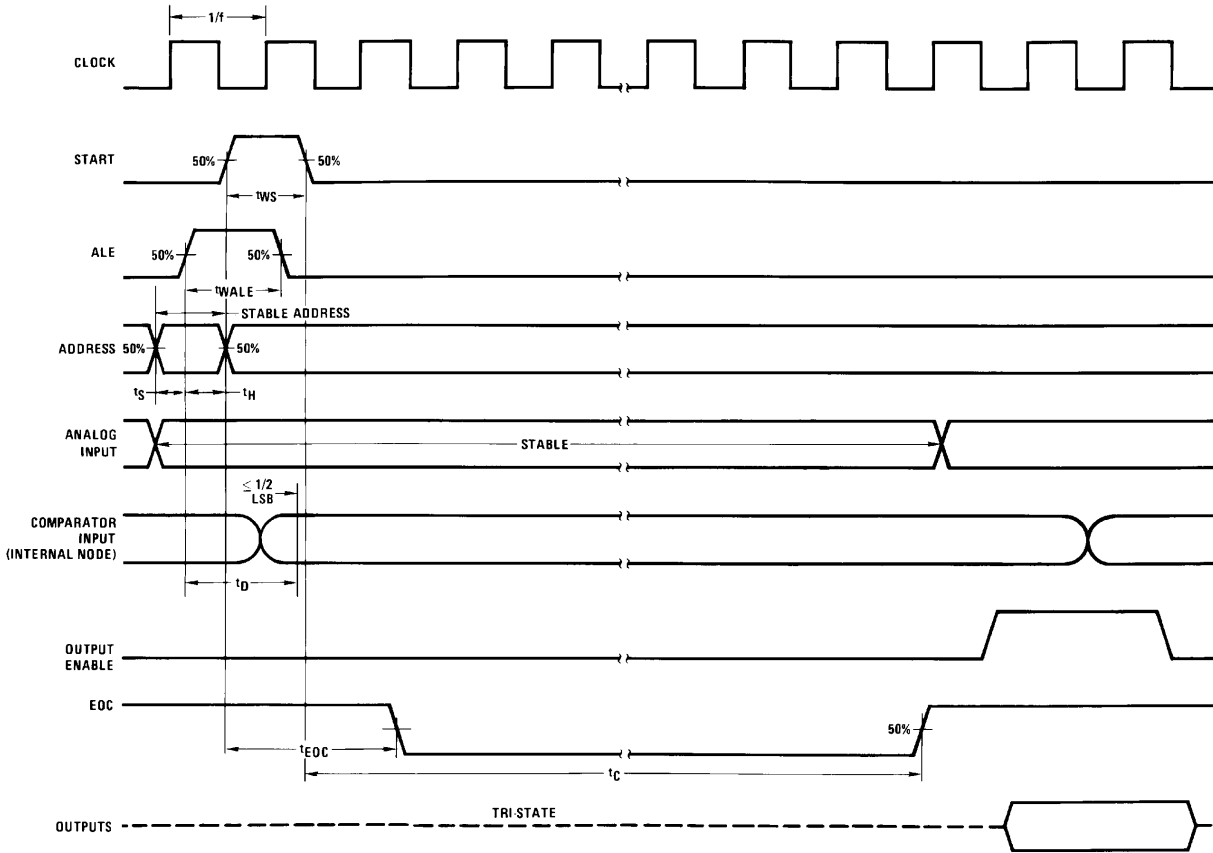 1/f
CLOCK
START
50%
50%
tWS
ALE
50%
50%
tWALE
STABLE ADDRESS
ADDRESS
50%
50%
tS
tH
ANALOG
INPUT
STABLE
≤ 1/2
LSB
COMPARATOR
INPUT
(INTERNAL NODE)
tD
OUTPUT
ENABLE
EOC
50%
tEOC
tC
TRI-STATE
OUTPUTS